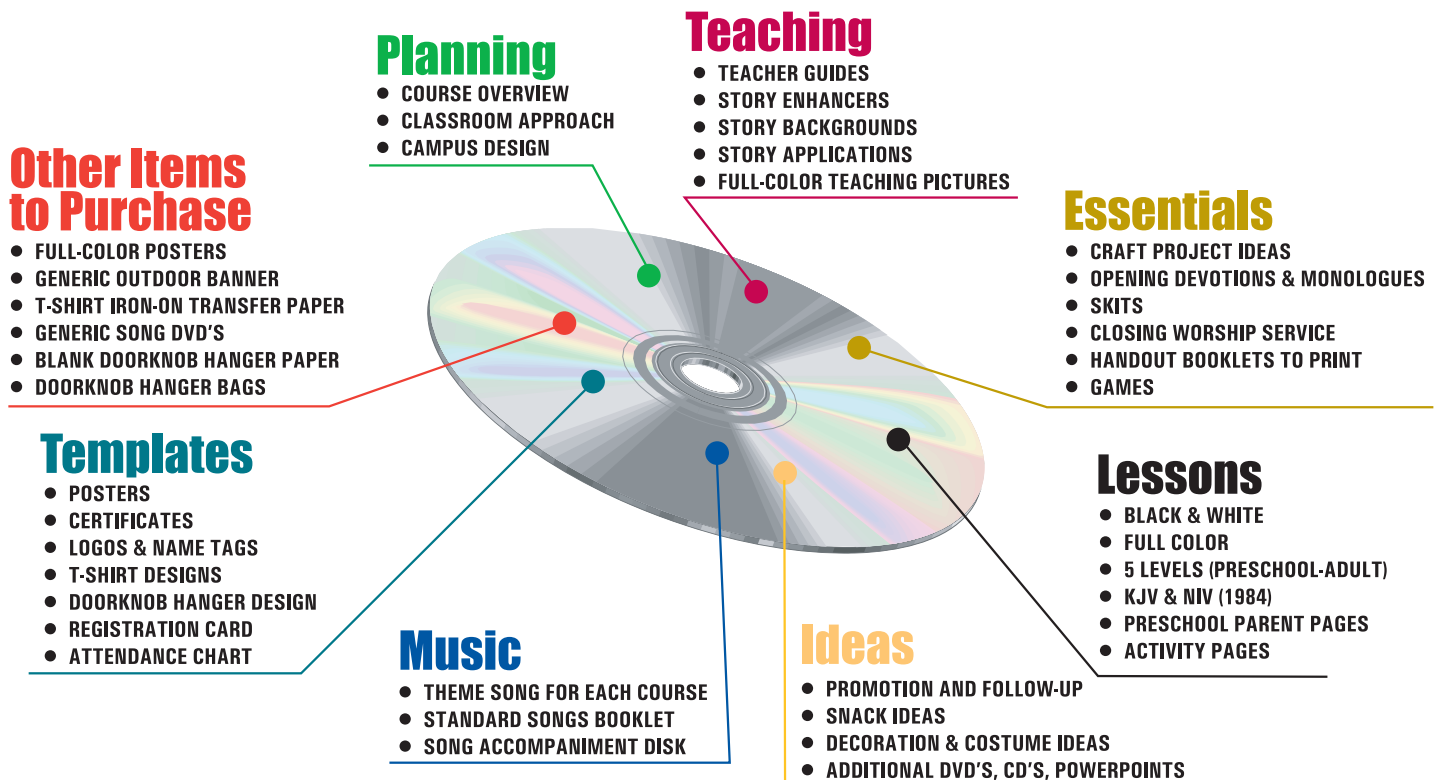 Planning
● COURSE OVERVIEW
● CLASSROOM APPROACH
● CAMPUS DESIGN
Teaching
● TEACHER GUIDES
● STORY ENHANCERS
● STORY BACKGROUNDS
● STORY APPLICATIONS
● FULL-COLOR TEACHING PICTURES
Other Items
to Purchase
● FULL-COLOR POSTERS
● GENERIC OUTDOOR BANNER
● T-SHIRT IRON-ON TRANSFER PAPER
● GENERIC SONG DVD'S
● BLANK DOORKNOB HANGER PAPER
● DOORKNOB HANGER BAGS
Essentials
● CRAFT PROJECT IDEAS
● OPENING DEVOTIONS & MONOLOGUES
● SKITS
● CLOSING WORSHIP SERVICE
● HANDOUT BOOKLETS TO PRINT
● GAMES
Templates
● POSTERS
● CERTIFICATES
● LOGOS & NAME TAGS
● T-SHIRT DESIGNS
● DOORKNOB HANGER DESIGN
● REGISTRATION CARD
● ATTENDANCE CHART
Lessons
● BLACK & WHITE
● FULL COLOR
● 5 LEVELS (PRESCHOOL-ADULT)
● KJV & NIV (1984)
● PRESCHOOL PARENT PAGES
● ACTIVITY PAGES
Music
● THEME SONG FOR EACH COURSE
● STANDARD SONGS BOOKLET
● SONG ACCOMPANIMENT DISK
Ideas
● PROMOTION AND FOLLOW-UP
● SNACK IDEAS
● DECORATION & COSTUME IDEAS
● ADDITIONAL DVD'S, CD'S, POWERPOINTS